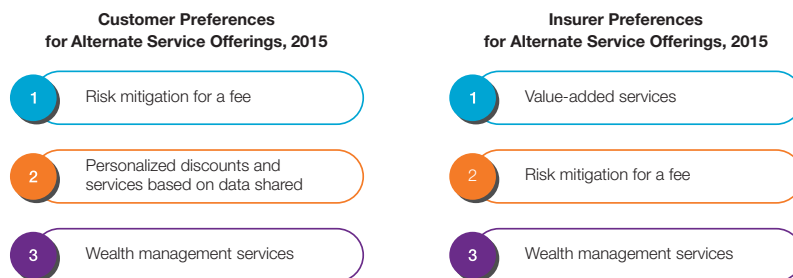 Customer Preferences
for Alternate Service Offerings, 2015
1 Risk mitigation for a fee
2 Personalized discounts and
services based on data shared
3 Wealth management services
Insurer Preferences
for Alternate Service Offerings, 2015
1 Value-added services
2 Risk mitigation for a fee
3 Wealth management services